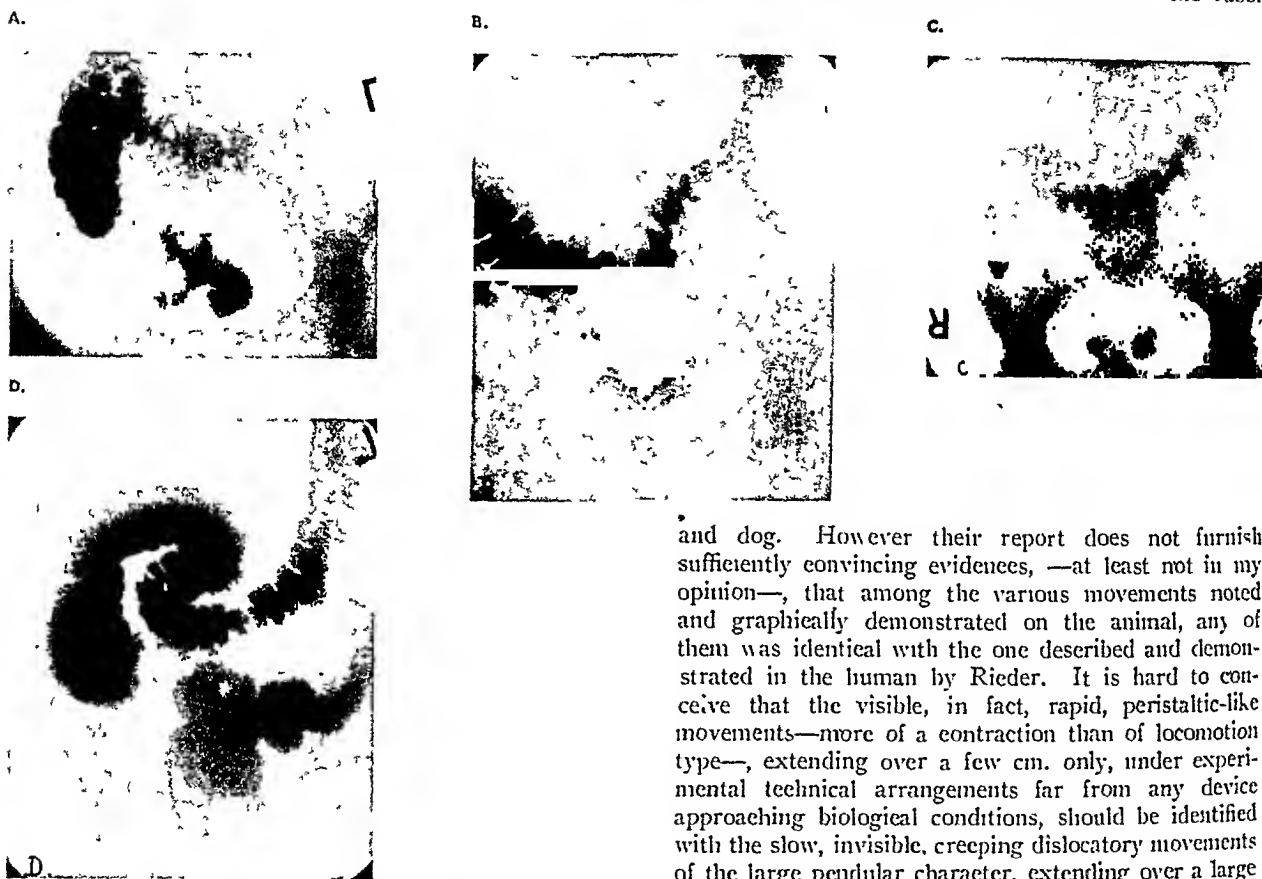 A.
B.
C.
D.
R
C
D
and dog. However their report does not furnish
sufficiently convincing evidences, —at least not in my
opinion—, that among the various movements noted
and graphically demonstrated on the animal, any of
them was identical with the one described and demon-
strated in the human by Rieder. It is hard to con-
ceive that the visible, in fact, rapid, peristaltic-like
movements—more of a contraction than of locomotion
type—, extending over a few cm. only, under experi-
mental technical arrangements far from any device
approaching biological conditions, should be identified
with the slow, invisible, creeping dislocatory movements
of the large pendular character, extending over a large